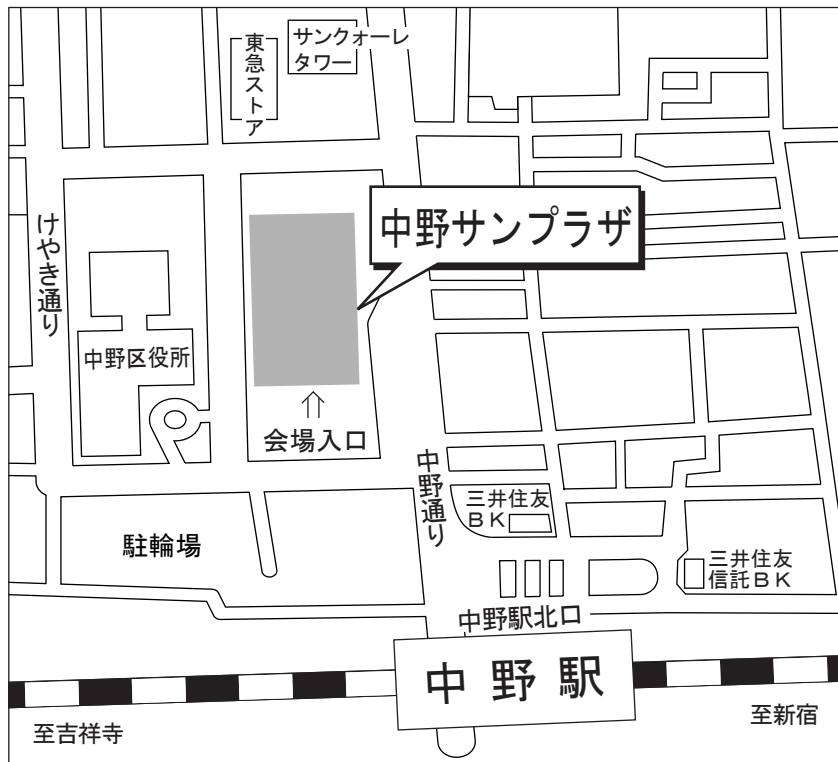 サンクォーレ
タワー
東急ストア
中野サンプラザ
けやき通り
中野区役所
会場入口
中野通り
三井住友
BK
駐輪場
三井住友
信託BK
中野駅北口
中野駅
至吉祥寺
至新宿